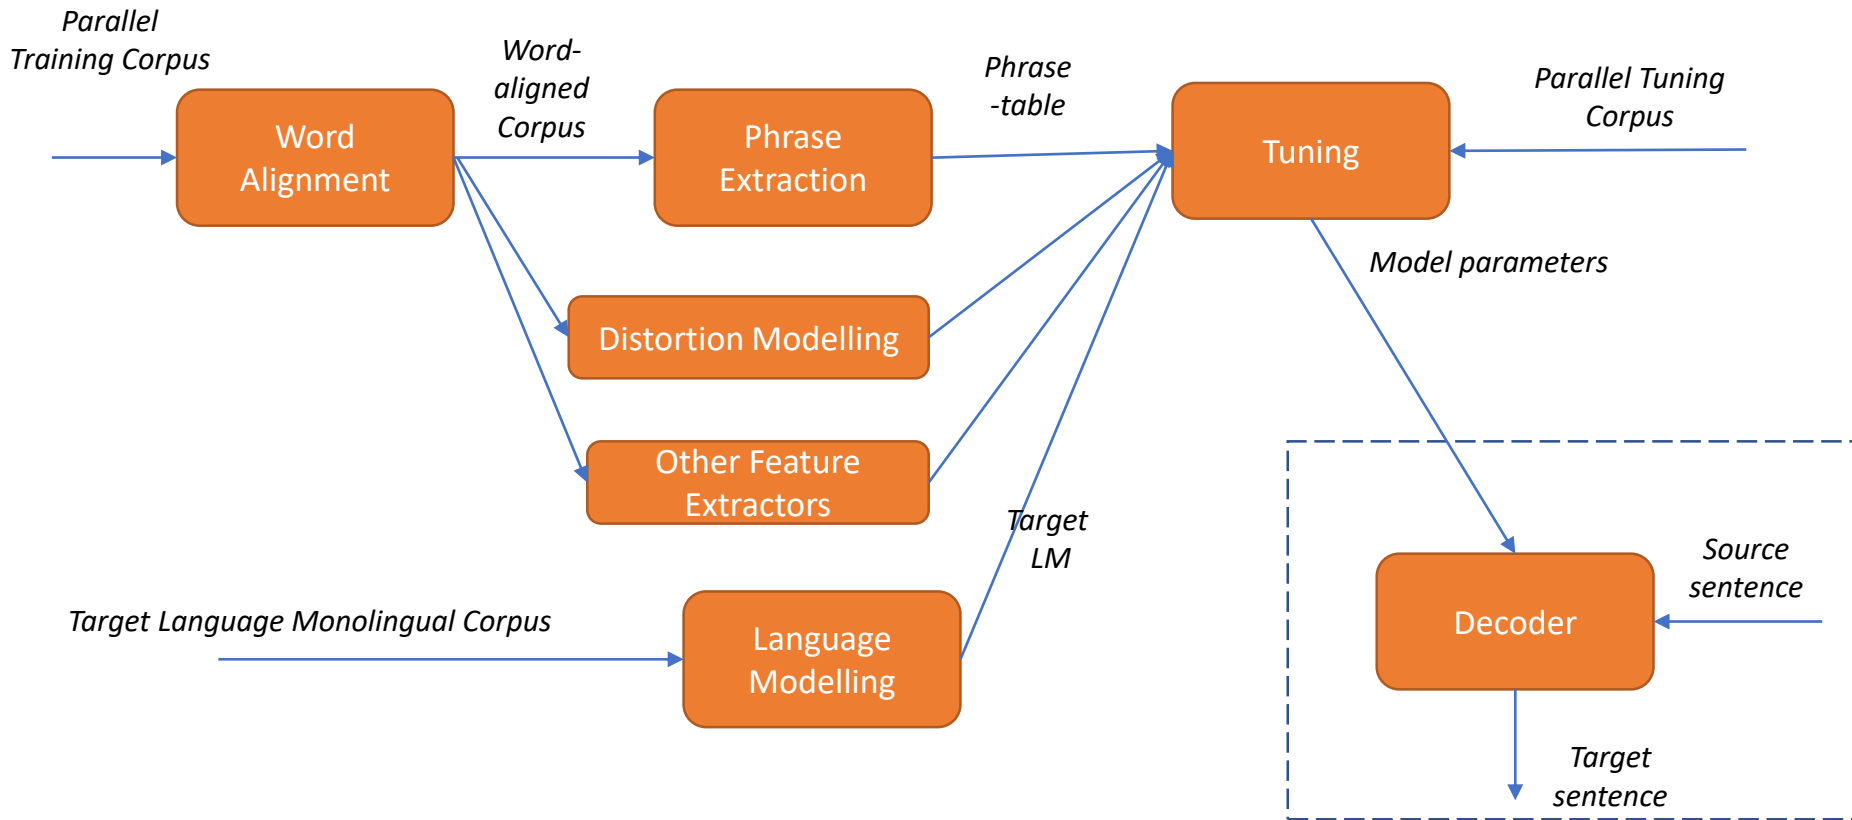 Parallel
Training Corpus
Word-
aligned
Corpus
Phrase
-table
Parallel Tuning
Corpus
Word
Alignment
Phrase
Extraction
Tuning
Model parameters
Distortion Modelling
Other Feature
Extractors
Target
LM
Source
sentence
Target Language Monolingual Corpus
Language
Modelling
Decoder
Target
sentence